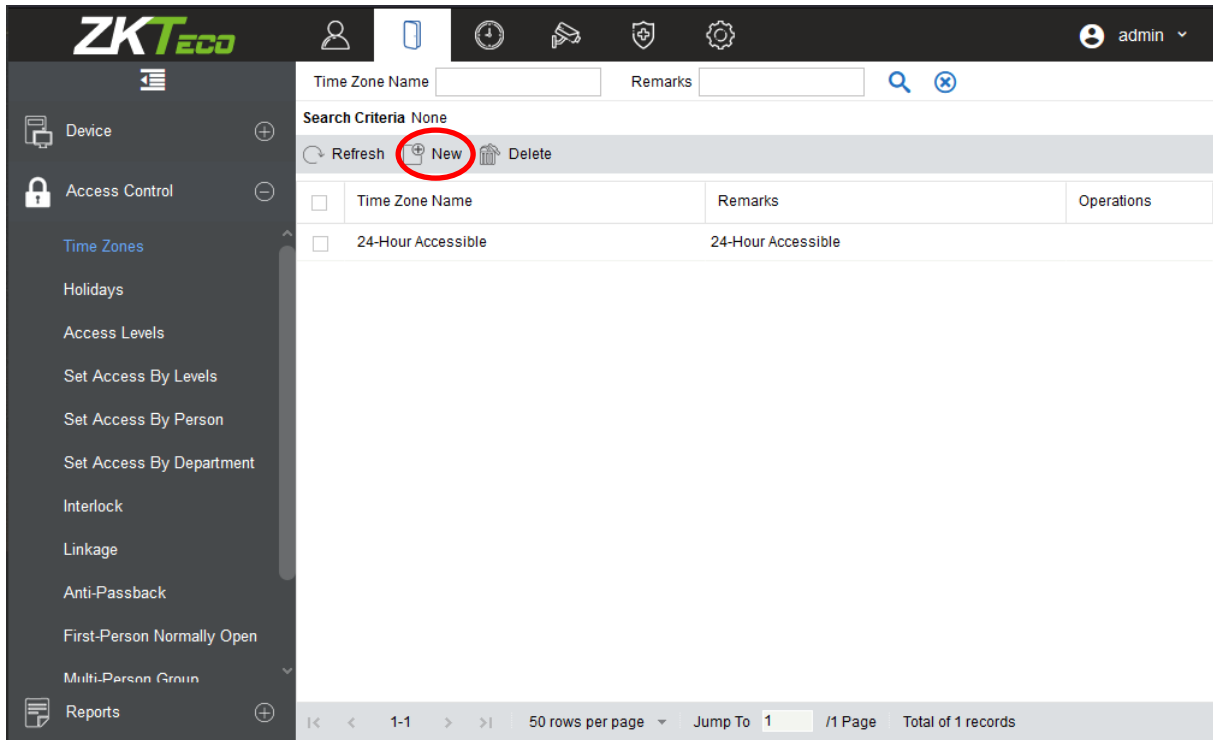 ZKTeco
admin
Time Zone Name
Remarks
Search Criteria None
Refresh New Delete
Time Zone Name Remarks Operations
24-Hour Accessible 24-Hour Accessible
Device
Access Control
Time Zones
Holidays
Access Levels
Set Access By Levels
Set Access By Person
Set Access By Department
Interlock
Linkage
Anti-Passback
First-Person Normally Open
Multi-Person Group
Reports
|< < 1-1 > >| 50 rows per page Jump To 1 /1 Page Total of 1 records